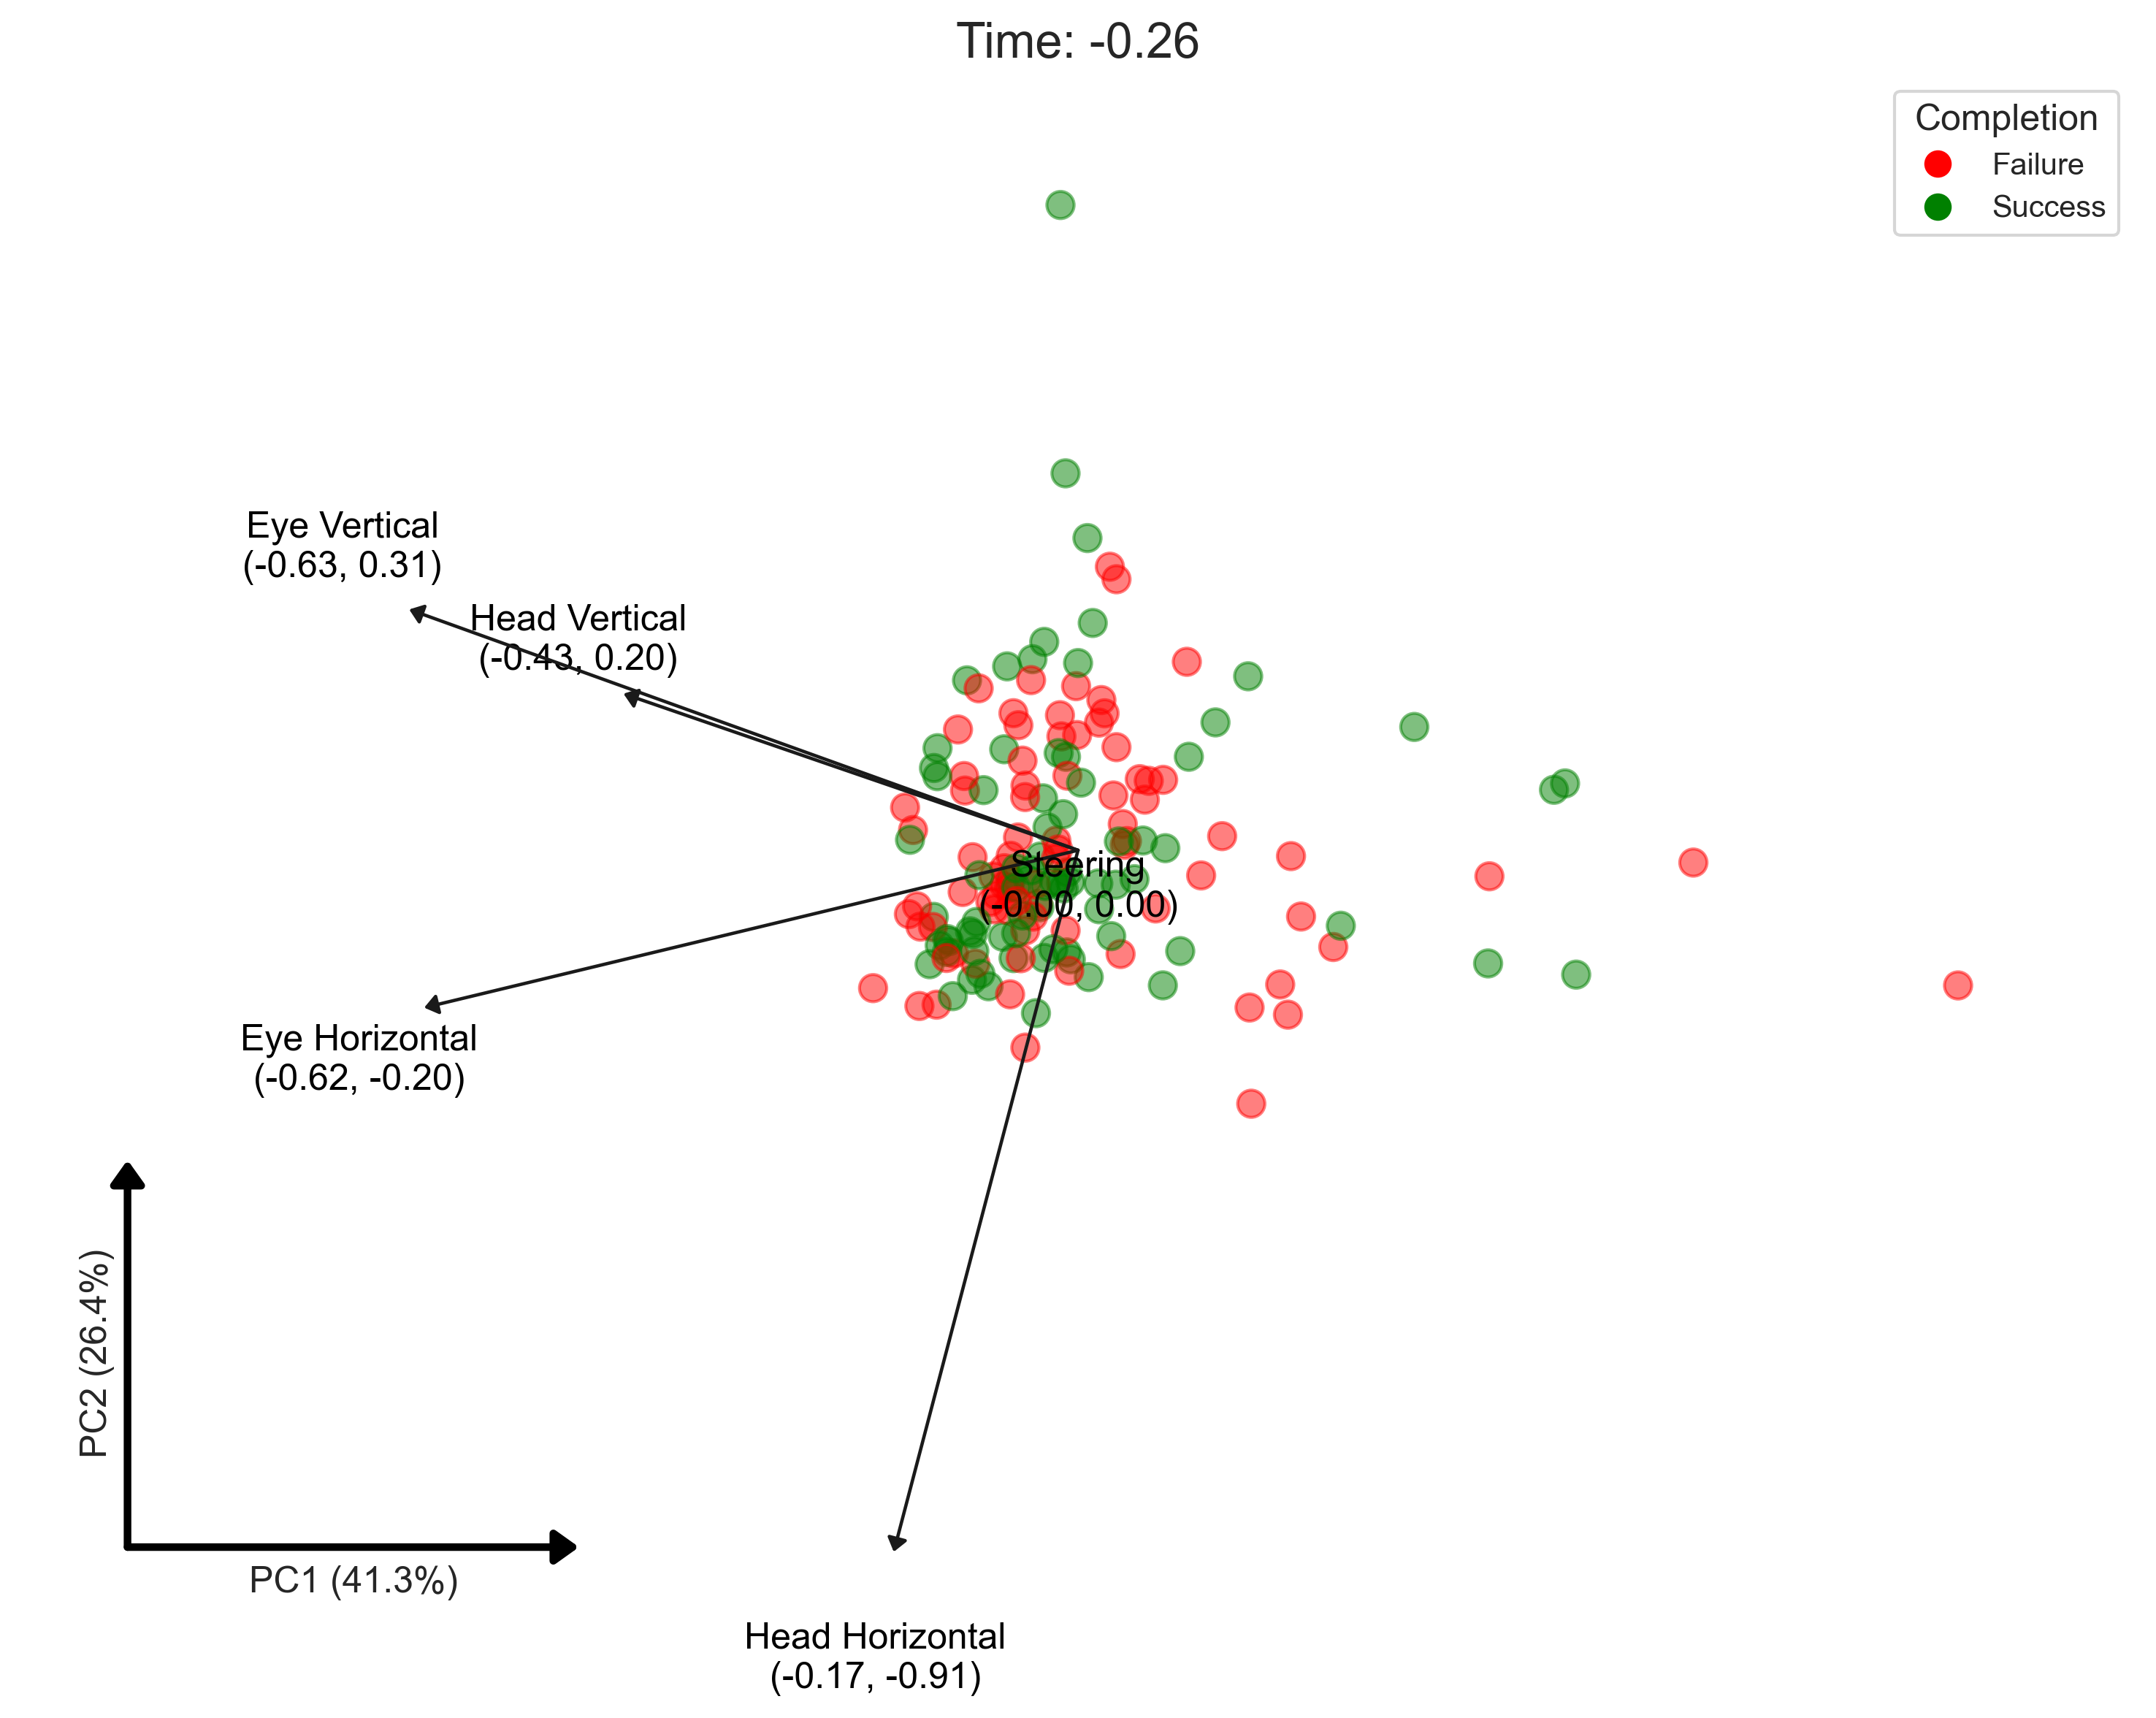 Time: -0.26
Completion
Failure
Success
Eye Vertical
(-0.63, 0.31)
Head Vertical
(-0.43, 0.20)
Steering
(-0.00, 0.00)
Eye Horizontal
(-0.62, -0.20)
PC2 (26.4%)
PC1 (41.3%)
Head Horizontal
(-0.17, -0.91)